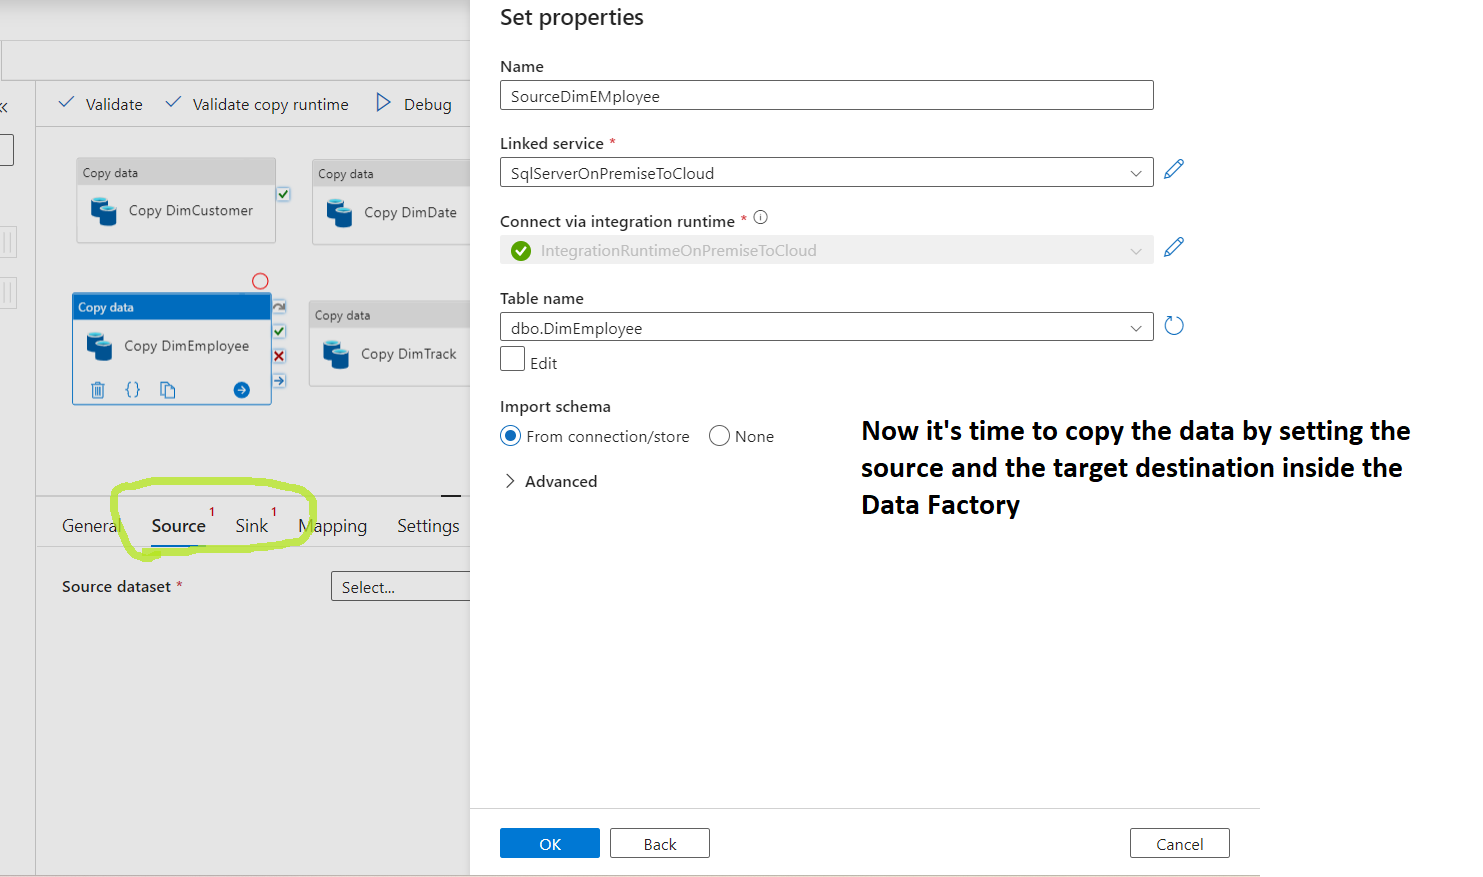 Set properties
Name
SourceDimEMployee
Linked service *
SqlServerOnPremiseToCloud
Connect via integration runtime *
IntegrationRuntimeOnPremiseToCloud
Table name
dbo.DimEmployee
Edit
Import schema
From connection/store None
Advanced
OK Back Cancel
Validate Validate copy runtime Debug
Copy data
Copy DimCustomer
Copy data
Copy DimDate
Copy data
Copy DimEmployee
Copy data
Copy DimTrack
General Source 1 Sink 1 Mapping Settings
Source dataset * Select...
Now it's time to copy the data by setting the
source and the target destination inside the
Data Factory